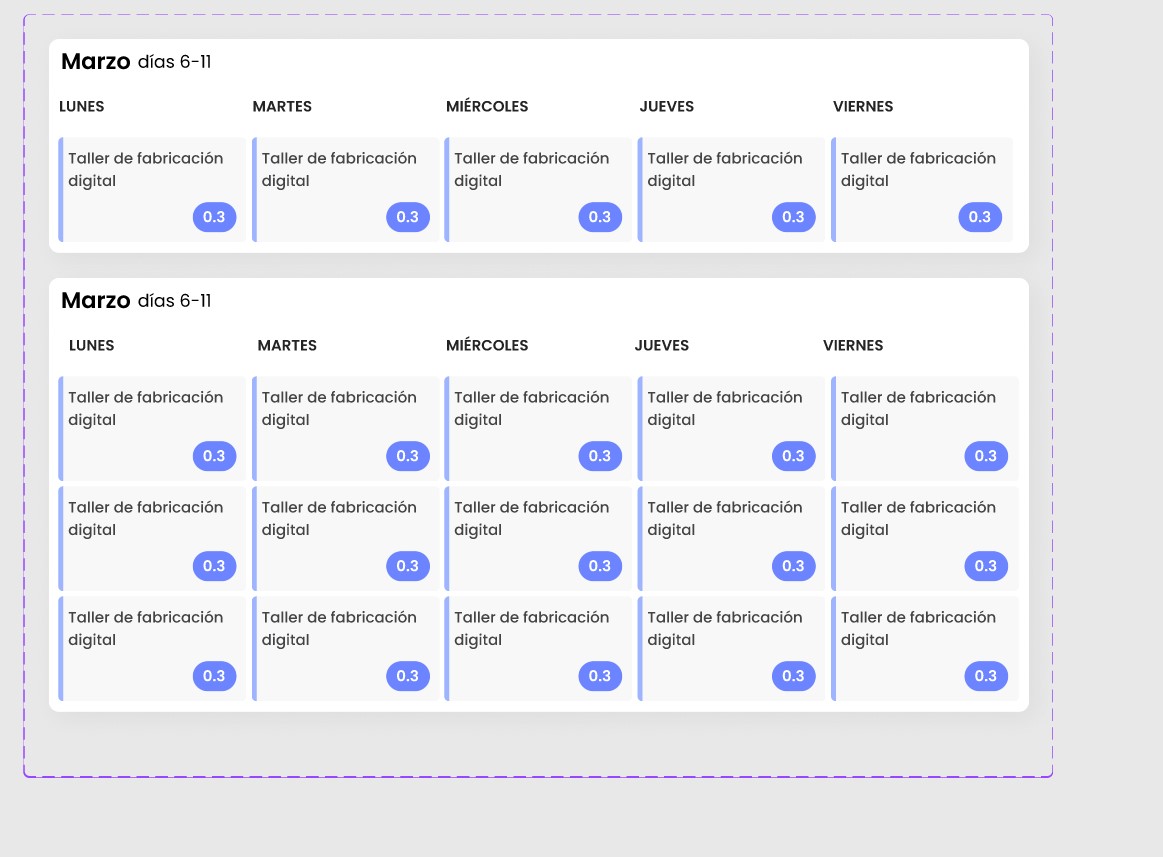 Marzo días 6-11
LUNES MARTES MIÉRCOLES JUEVES VIERNES
Taller de fabricación Taller de fabricación Taller de fabricación Taller de fabricación Taller de fabricación
digital digital digital digital digital
0.3 0.3 0.3 0.3 0.3
Marzo días 6-11
LUNES MARTES MIÉRCOLES JUEVES VIERNES
Taller de fabricación Taller de fabricación Taller de fabricación Taller de fabricación Taller de fabricación
digital digital digital digital digital
0.3 0.3 0.3 0.3 0.3
Taller de fabricación Taller de fabricación Taller de fabricación Taller de fabricación Taller de fabricación
digital digital digital digital digital
0.3 0.3 0.3 0.3 0.3
Taller de fabricación Taller de fabricación Taller de fabricación Taller de fabricación Taller de fabricación
digital digital digital digital digital
0.3 0.3 0.3 0.3 0.3